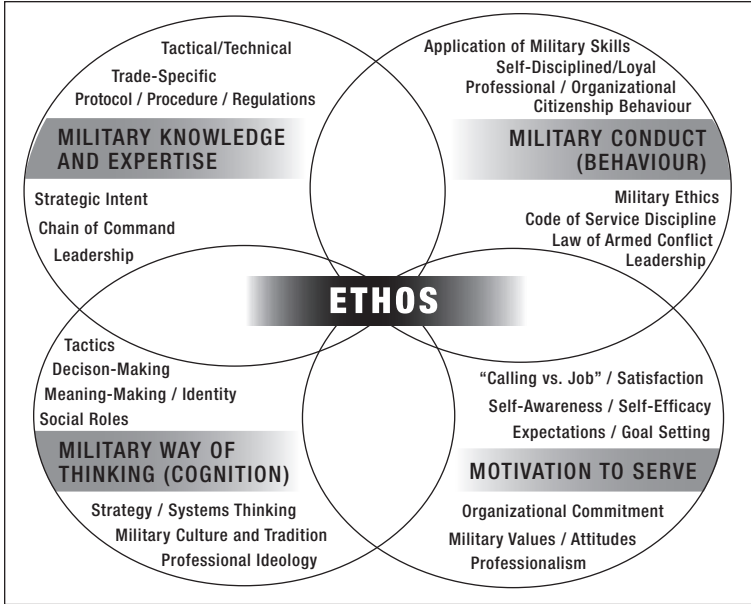 Tactical/Technical
Trade-Specific
Protocol / Procedure / Regulations
MILITARY KNOWLEDGE
AND EXPERTISE
Strategic Intent
Chain of Command
Leadership
Application of Military Skills
Self-Disciplined/Loyal
Professional / Organizational
Citizenship Behaviour
MILITARY CONDUCT
(BEHAVIOUR)
Military Ethics
Code of Service Discipline
Law of Armed Conflict
Leadership
ETHOS
Tactics
Decison-Making
Meaning-Making / Identity
Social Roles
MILITARY WAY OF
THINKING (COGNITION)
Strategy / Systems Thinking
Military Culture and Tradition
Professional Ideology
“Calling vs. Job” / Satisfaction
Self-Awareness / Self-Efficacy
Expectations / Goal Setting
MOTIVATION TO SERVE
Organizational Commitment
Military Values / Attitudes
Professionalism